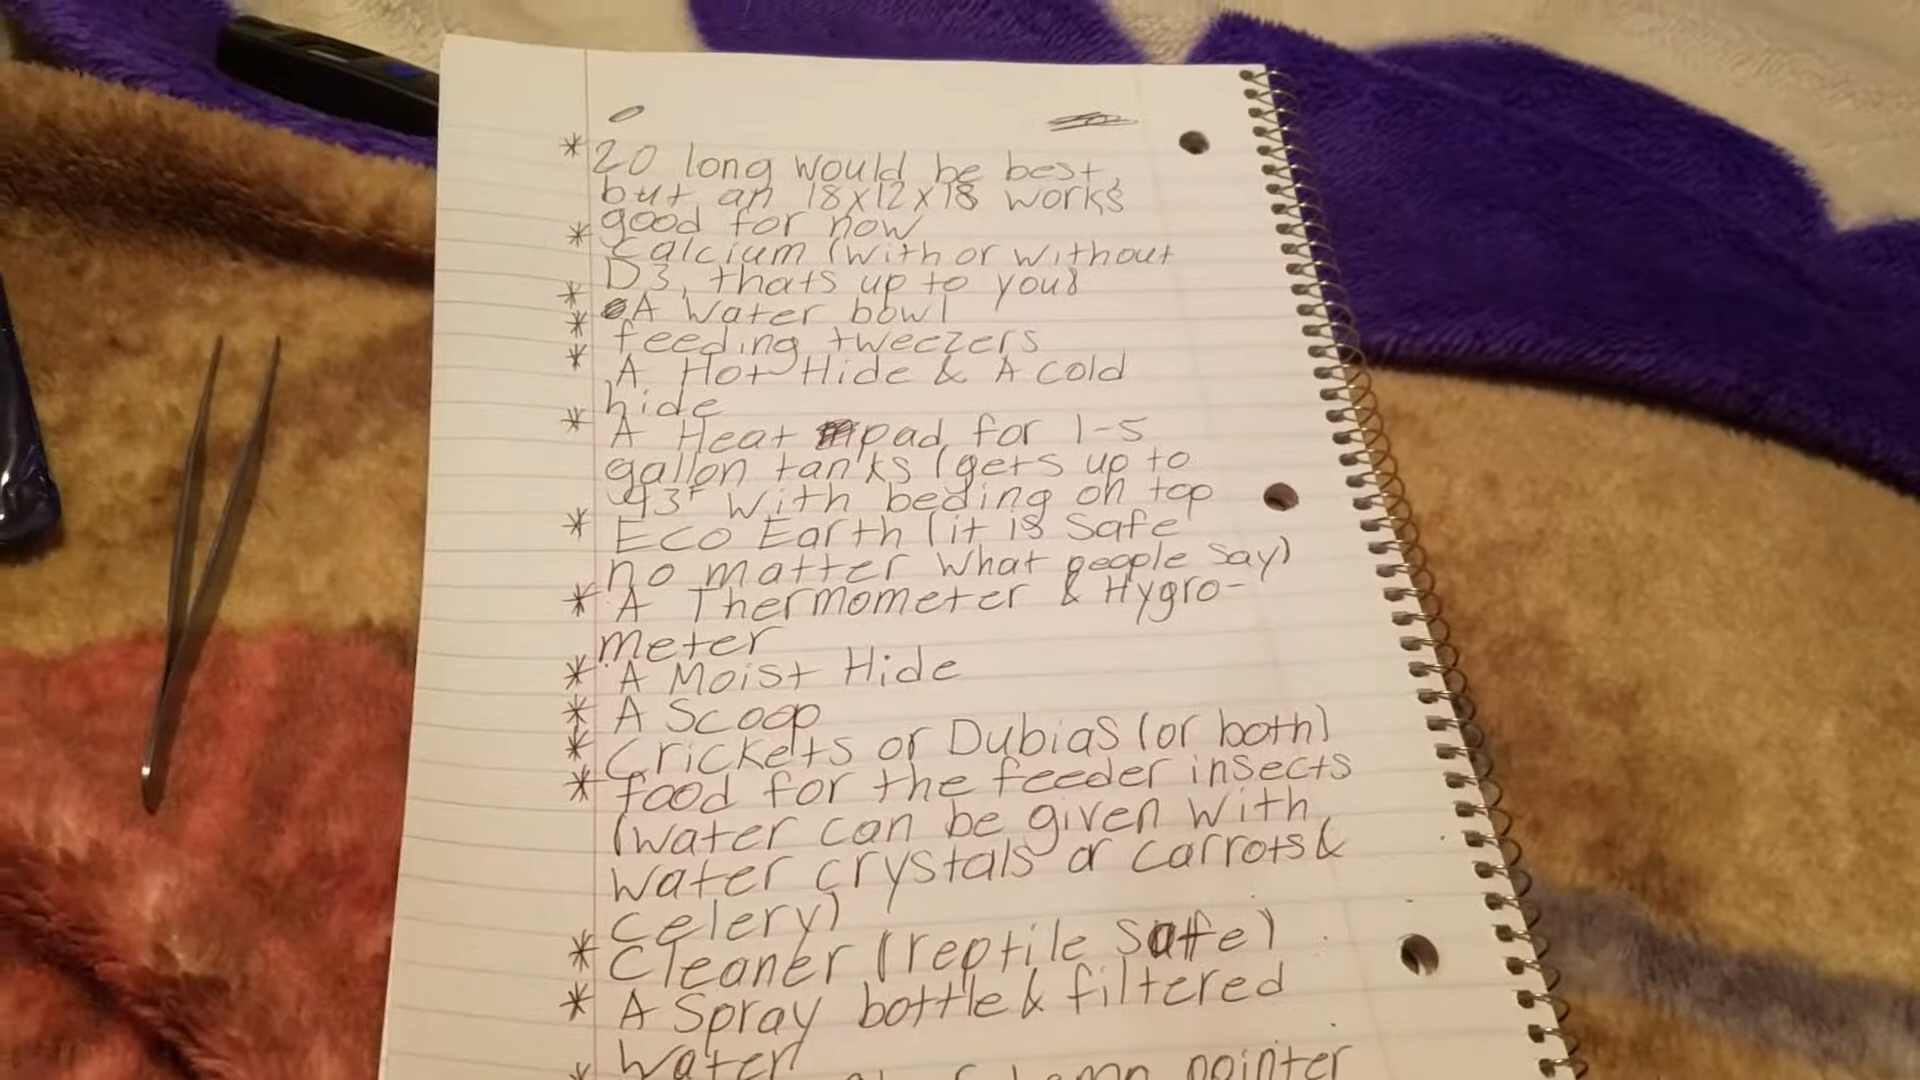 * 20 long would be best,
but an 18x12x18 works
good for now
* Calcium (with or without
D3, thats up to you)
* A Water bowl
* feeding tweezers
* A Hot Hide & A cold
hide
* A Heat pad for 1-5
gallon tanks (gets up to
93F With beding on top
* Eco Earth (it is Safe
no matter What people say)
* A Thermometer & Hygro-
meter
* A Moist Hide
* A Scoop
* Crickets or Dubias (or both)
* food for the feeder insects
(water can be given with
water crystals or carrots &
celery)
* Cleaner (reptile safe)
* A Spray bottle & filtered
Water
* pointer